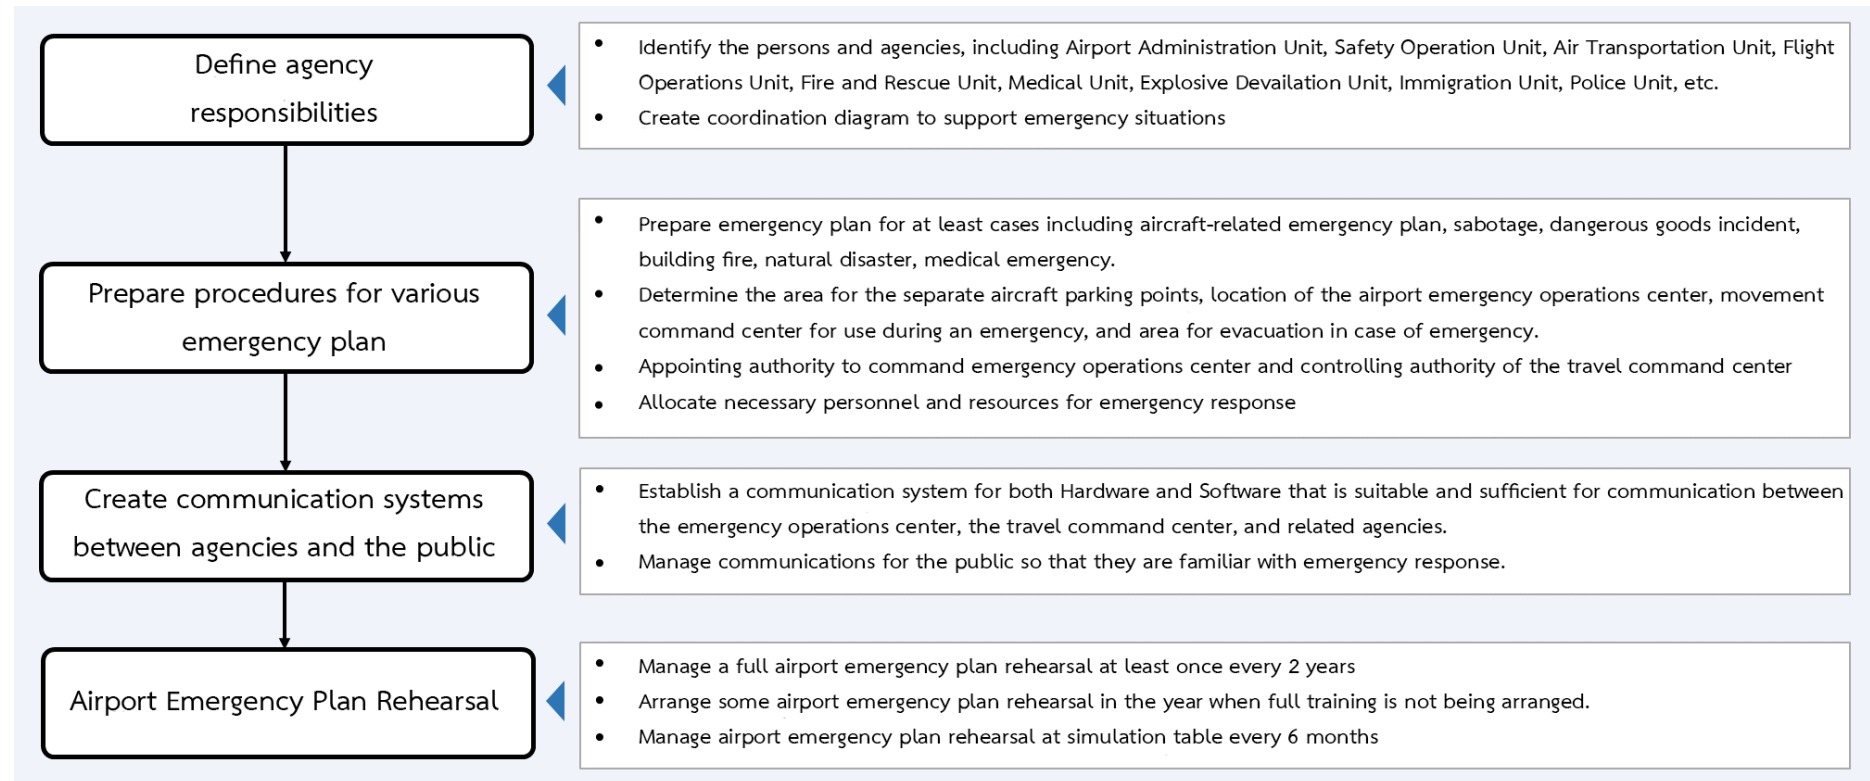 Define agency
responsibilities
• Identify the persons and agencies, including Airport Administration Unit, Safety Operation Unit, Air Transportation Unit, Flight
Operations Unit, Fire and Rescue Unit, Medical Unit, Explosive Devailation Unit, Immigration Unit, Police Unit, etc.
• Create coordination diagram to support emergency situations
Prepare procedures for various
emergency plan
• Prepare emergency plan for at least cases including aircraft-related emergency plan, sabotage, dangerous goods incident,
building fire, natural disaster, medical emergency.
• Determine the area for the separate aircraft parking points, location of the airport emergency operations center, movement
command center for use during an emergency, and area for evacuation in case of emergency.
• Appointing authority to command emergency operations center and controlling authority of the travel command center
• Allocate necessary personnel and resources for emergency response
Create communication systems
between agencies and the public
• Establish a communication system for both Hardware and Software that is suitable and sufficient for communication between
the emergency operations center, the travel command center, and related agencies.
• Manage communications for the public so that they are familiar with emergency response.
Airport Emergency Plan Rehearsal
• Manage a full airport emergency plan rehearsal at least once every 2 years
• Arrange some airport emergency plan rehearsal in the year when full training is not being arranged.
• Manage airport emergency plan rehearsal at simulation table every 6 months